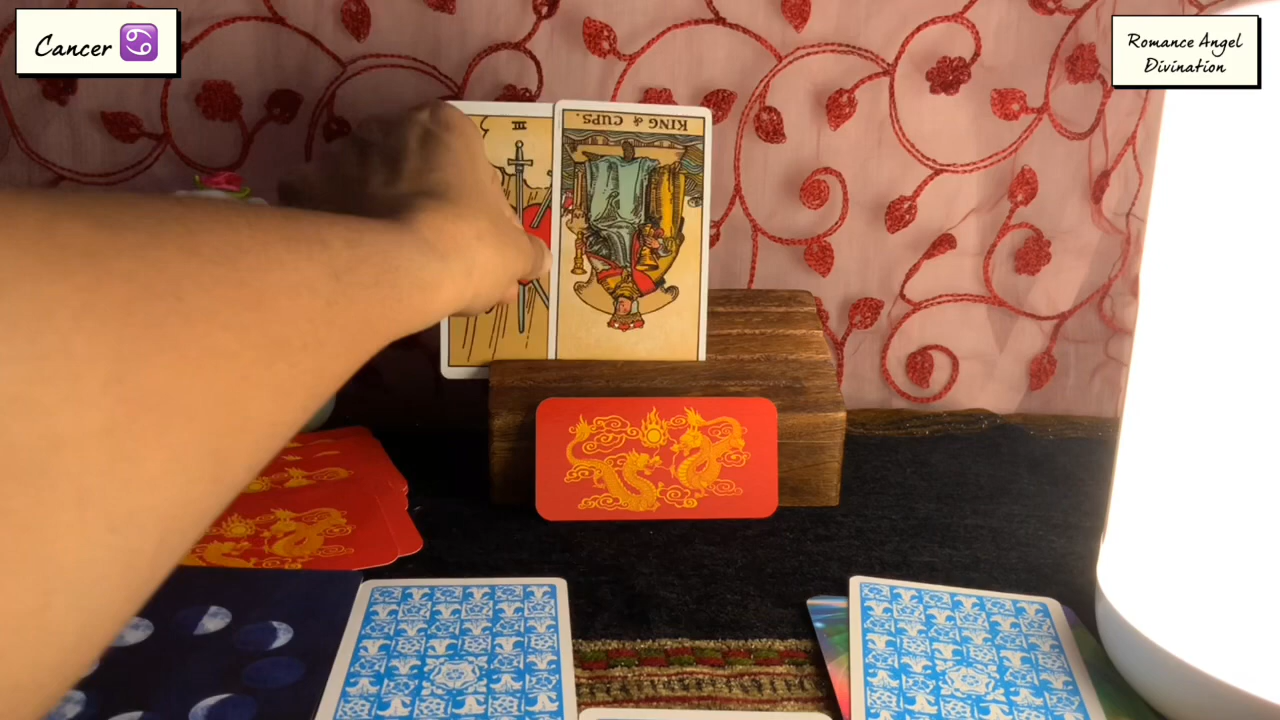 Cancer ♋
Romance Angel
Divination
III
KING of CUPS.